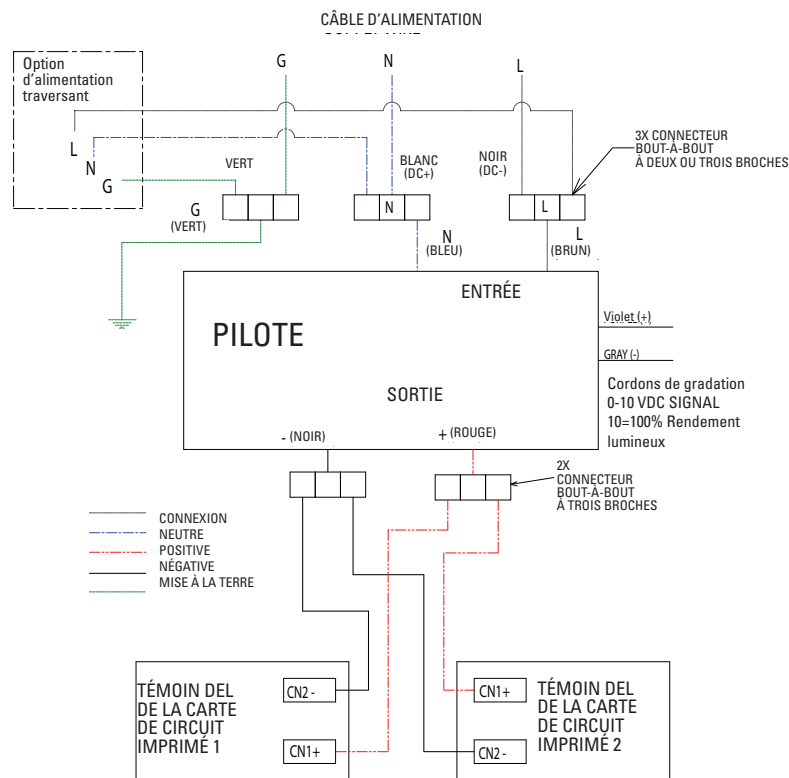 CÂBLE D'ALIMENTATION
Option
d'alimentation
traversant
G
N
L
L
N
G
VERT
BLANC
(DC+)
NOIR
(DC-)
3X CONNECTEUR
BOUT-À-BOUT
À DEUX OU TROIS BROCHES
N
L
G
(VERT)
N
(BLEU)
L
(BRUN)
ENTRÉE
PILOTE
SORTIE
Violet (+)
GRAY (-)
Cordons de gradation
0-10 VDC SIGNAL
10=100% Rendement
lumineux
- (NOIR)
+ (ROUGE)
2X
CONNECTEUR
BOUT-À-BOUT
À TROIS BROCHES
CONNEXION
NEUTRE
POSITIVE
NÉGATIVE
MISE À LA TERRE
TÉMOIN DEL
DE LA CARTE
DE CIRCUIT
IMPRIMÉ 1
CN2 -
CN1+
CN1+
CN2 -
TÉMOIN DEL
DE LA CARTE
DE CIRCUIT
IMPRIMÉ 2